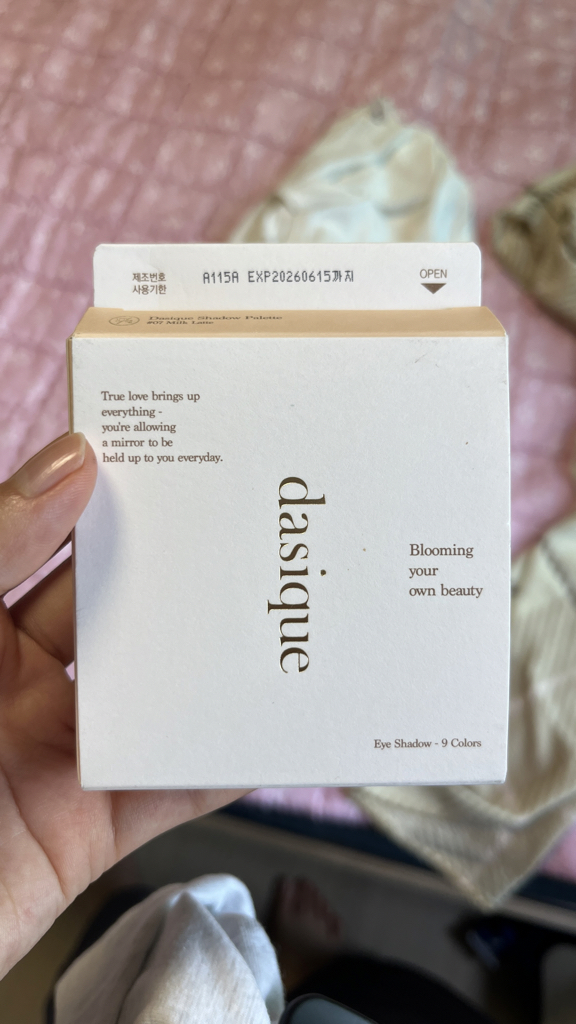 제조번호
사용기한
A115A EXP20260615까지
OPEN
Dasique Shadow Palette
#07 Milk Latte
True love brings up
everything -
you're allowing
a mirror to be
held up to you everyday.
dasique
Blooming
your
own beauty
Eye Shadow - 9 Colors